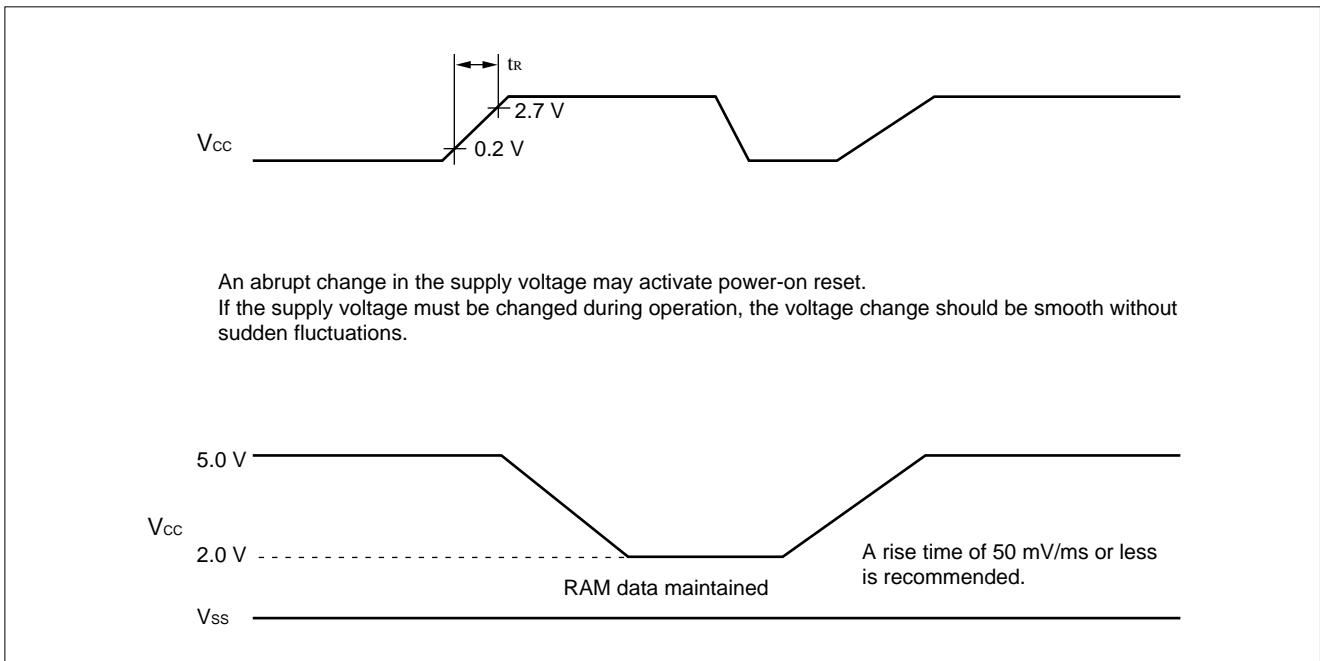 tR
2.7 V
VCC
0.2 V
An abrupt change in the supply voltage may activate power-on reset.
If the supply voltage must be changed during operation, the voltage change should be smooth without
sudden fluctuations.
5.0 V
VCC
2.0 V
A rise time of 50 mV/ms or less
is recommended.
RAM data maintained
VSS